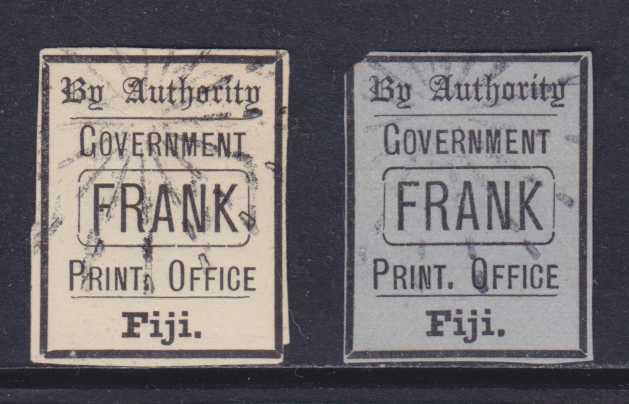 By Authority
GOVERNMENT
FRANK
PRINT. OFFICE
Fiji.
By Authority
GOVERNMENT
FRANK
PRINT. OFFICE
Fiji.